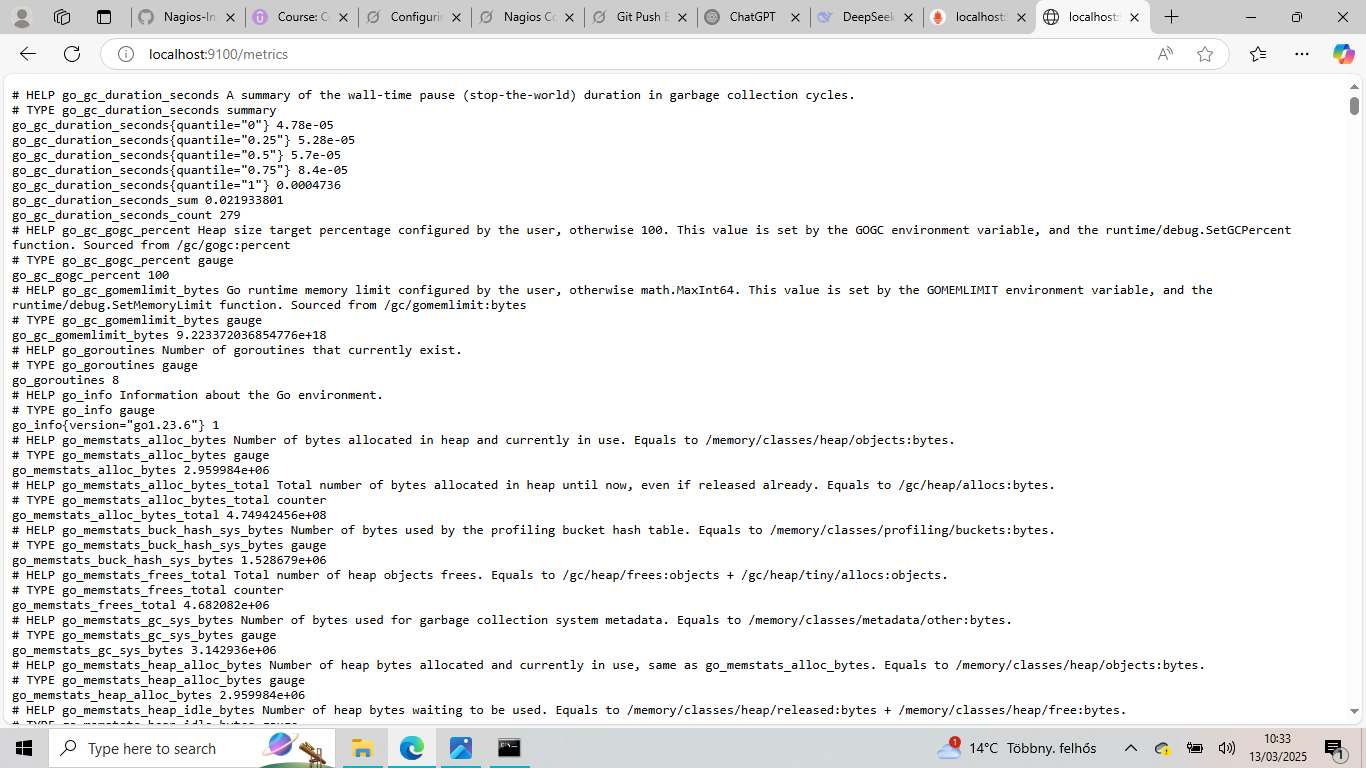 Nagios-In
Course: C
Configuri
Nagios Co
Git Push E
ChatGPT
DeepSeek
localhost:
localhost:
localhost:9100/metrics
# HELP go_gc_duration_seconds A summary of the wall-time pause (stop-the-world) duration in garbage collection cycles.
# TYPE go_gc_duration_seconds summary
go_gc_duration_seconds{quantile="0"} 4.78e-05
go_gc_duration_seconds{quantile="0.25"} 5.28e-05
go_gc_duration_seconds{quantile="0.5"} 5.7e-05
go_gc_duration_seconds{quantile="0.75"} 8.4e-05
go_gc_duration_seconds{quantile="1"} 0.0004736
go_gc_duration_seconds_sum 0.021933801
go_gc_duration_seconds_count 279
# HELP go_gc_gogc_percent Heap size target percentage configured by the user, otherwise 100. This value is set by the GOGC environment variable, and the runtime/debug.SetGCPercent
function. Sourced from /gc/gogc:percent
# TYPE go_gc_gogc_percent gauge
go_gc_gogc_percent 100
# HELP go_gc_gomemlimit_bytes Go runtime memory limit configured by the user, otherwise math.MaxInt64. This value is set by the GOMEMLIMIT environment variable, and the
runtime/debug.SetMemoryLimit function. Sourced from /gc/gomemlimit:bytes
# TYPE go_gc_gomemlimit_bytes gauge
go_gc_gomemlimit_bytes 9.223372036854776e+18
# HELP go_goroutines Number of goroutines that currently exist.
# TYPE go_goroutines gauge
go_goroutines 8
# HELP go_info Information about the Go environment.
# TYPE go_info gauge
go_info{version="go1.23.6"} 1
# HELP go_memstats_alloc_bytes Number of bytes allocated in heap and currently in use. Equals to /memory/classes/heap/objects:bytes.
# TYPE go_memstats_alloc_bytes gauge
go_memstats_alloc_bytes 2.959984e+06
# HELP go_memstats_alloc_bytes_total Total number of bytes allocated in heap until now, even if released already. Equals to /gc/heap/allocs:bytes.
# TYPE go_memstats_alloc_bytes_total counter
go_memstats_alloc_bytes_total 4.74942456e+08
# HELP go_memstats_buck_hash_sys_bytes Number of bytes used by the profiling bucket hash table. Equals to /memory/classes/profiling/buckets:bytes.
# TYPE go_memstats_buck_hash_sys_bytes gauge
go_memstats_buck_hash_sys_bytes 1.528679e+06
# HELP go_memstats_frees_total Total number of heap objects frees. Equals to /gc/heap/frees:objects + /gc/heap/tiny/allocs:objects.
# TYPE go_memstats_frees_total counter
go_memstats_frees_total 4.682082e+06
# HELP go_memstats_gc_sys_bytes Number of bytes used for garbage collection system metadata. Equals to /memory/classes/metadata/other:bytes.
# TYPE go_memstats_gc_sys_bytes gauge
go_memstats_gc_sys_bytes 3.142936e+06
# HELP go_memstats_heap_alloc_bytes Number of heap bytes allocated and currently in use, same as go_memstats_alloc_bytes. Equals to /memory/classes/heap/objects:bytes.
# TYPE go_memstats_heap_alloc_bytes gauge
go_memstats_heap_alloc_bytes 2.959984e+06
# HELP go_memstats_heap_idle_bytes Number of heap bytes waiting to be used. Equals to /memory/classes/heap/released:bytes + /memory/classes/heap/free:bytes.
# TYPE go_memstats_heap_idle_bytes gauge
Type here to search
1
14°C Többny. felhős
10:33
13/03/2025
1